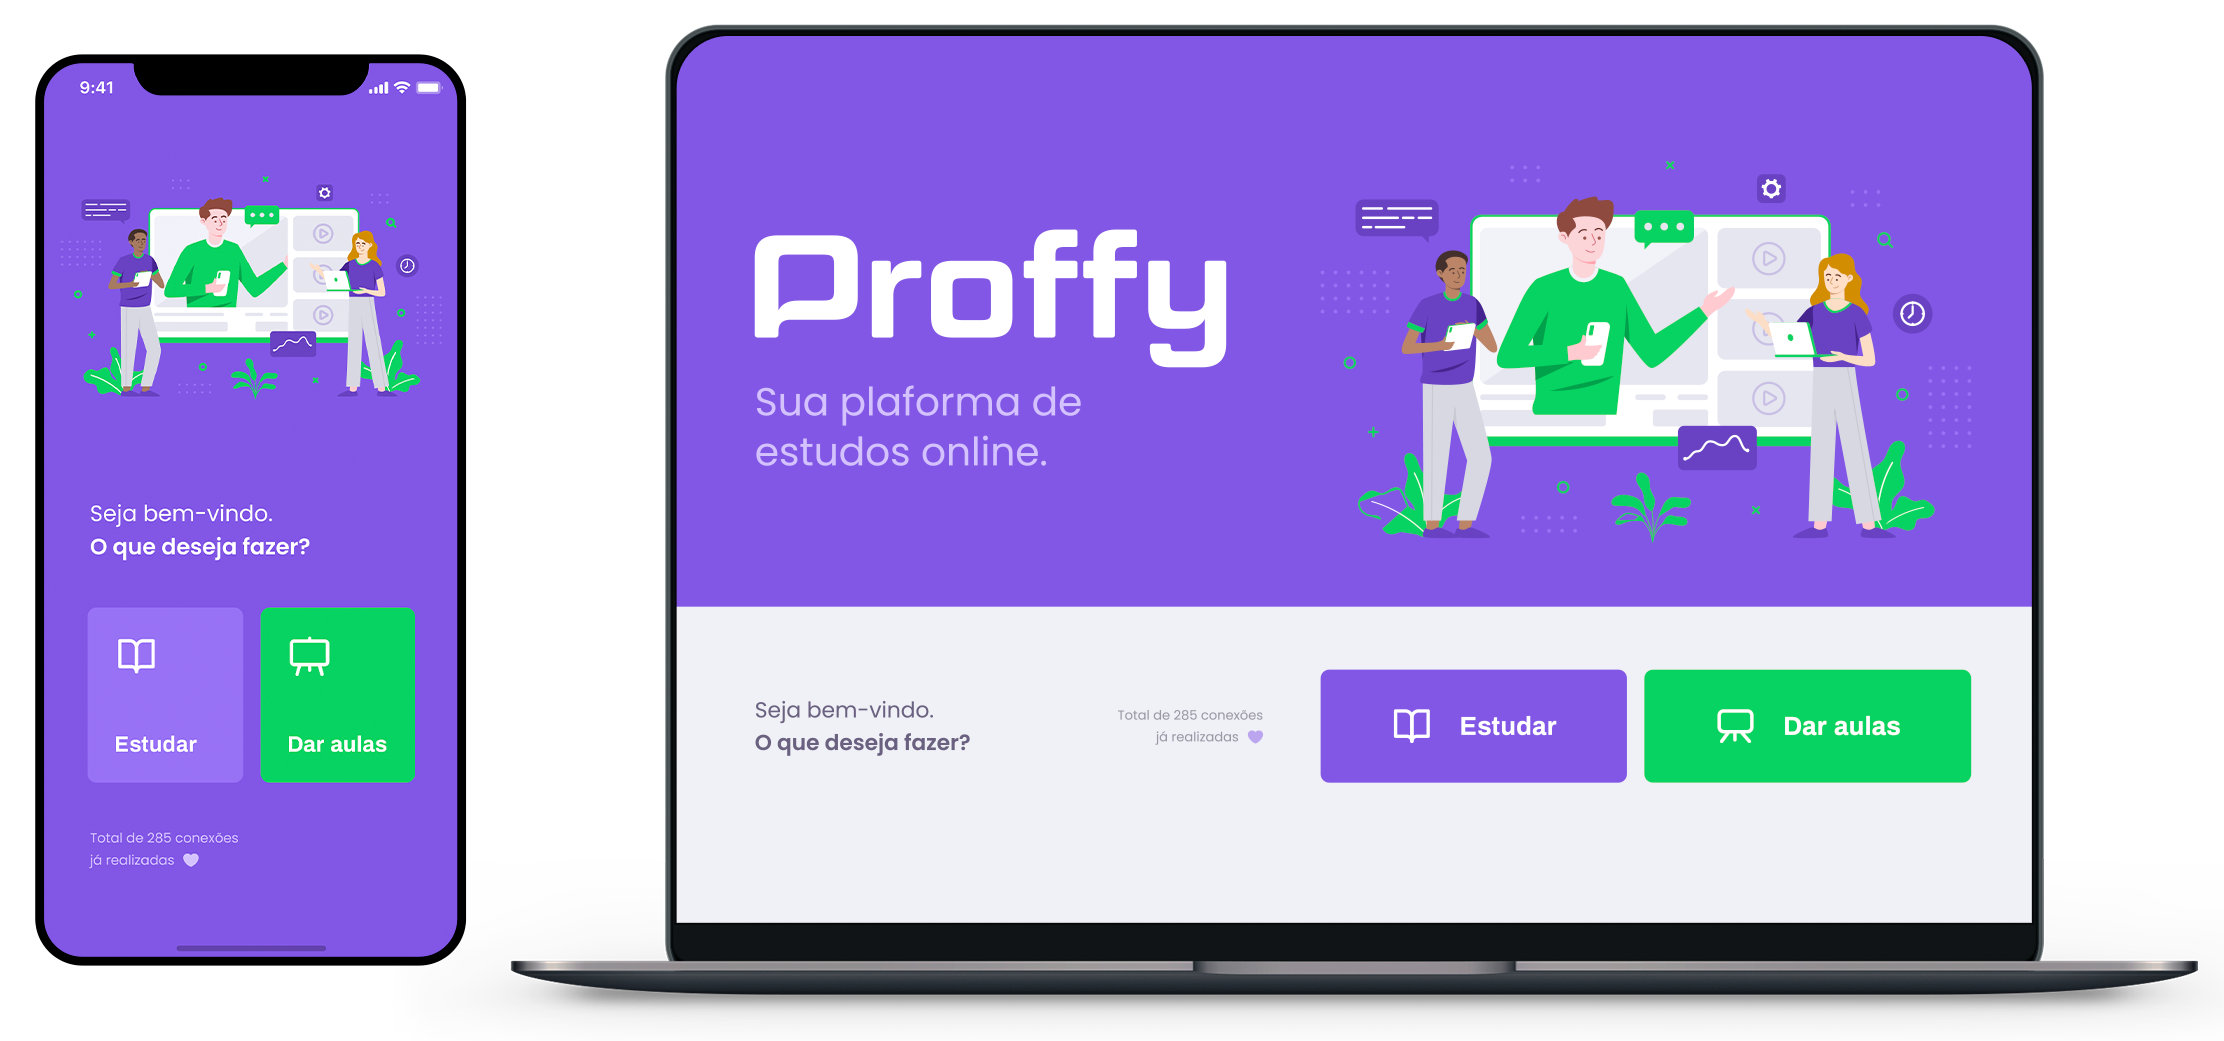 9:41
Seja bem-vindo.
O que deseja fazer?
Estudar
Dar aulas
Total de 285 conexões
já realizadas
Proffy
Sua plaforma de
estudos online.
Seja bem-vindo.
O que deseja fazer?
Total de 285 conexões
já realizadas
Estudar
Dar aulas